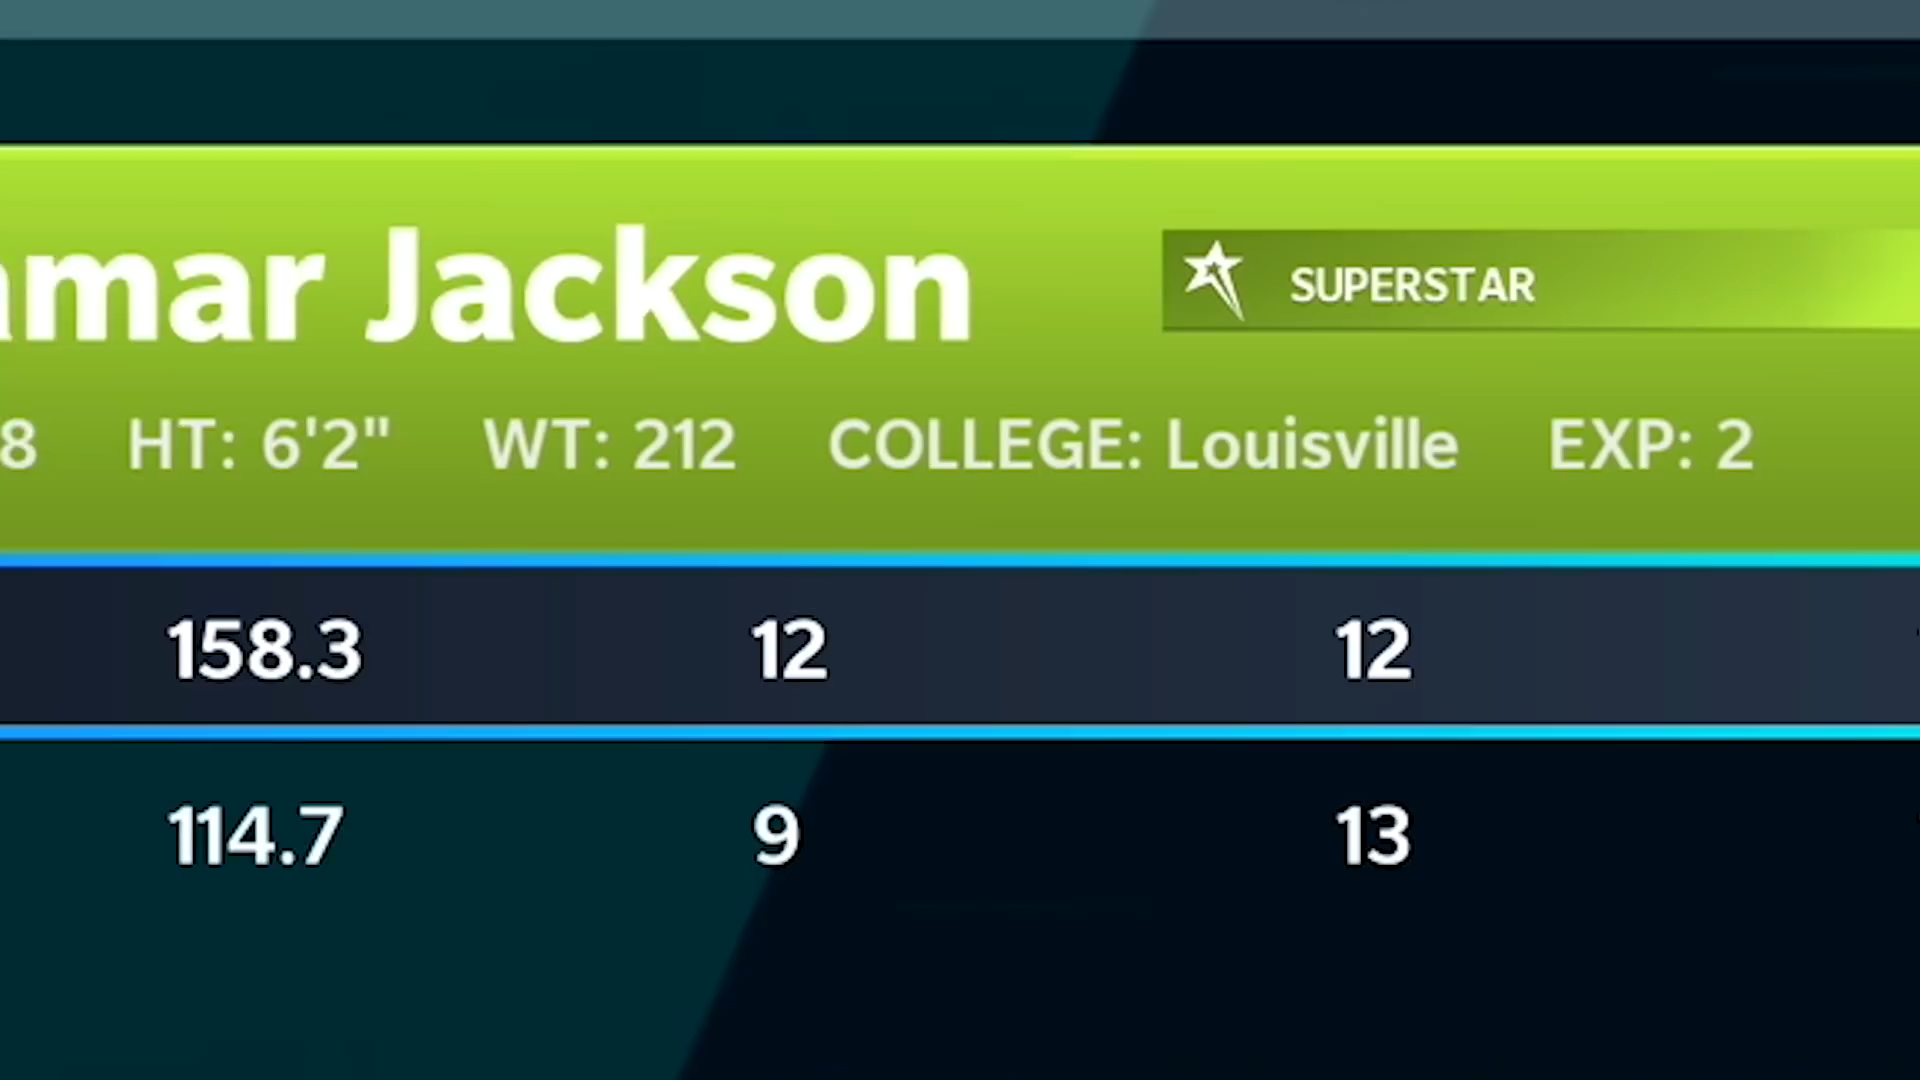 amar Jackson
SUPERSTAR
8 HT: 6'2" WT: 212 COLLEGE: Louisville EXP: 2
158.3 12 12
114.7 9 13